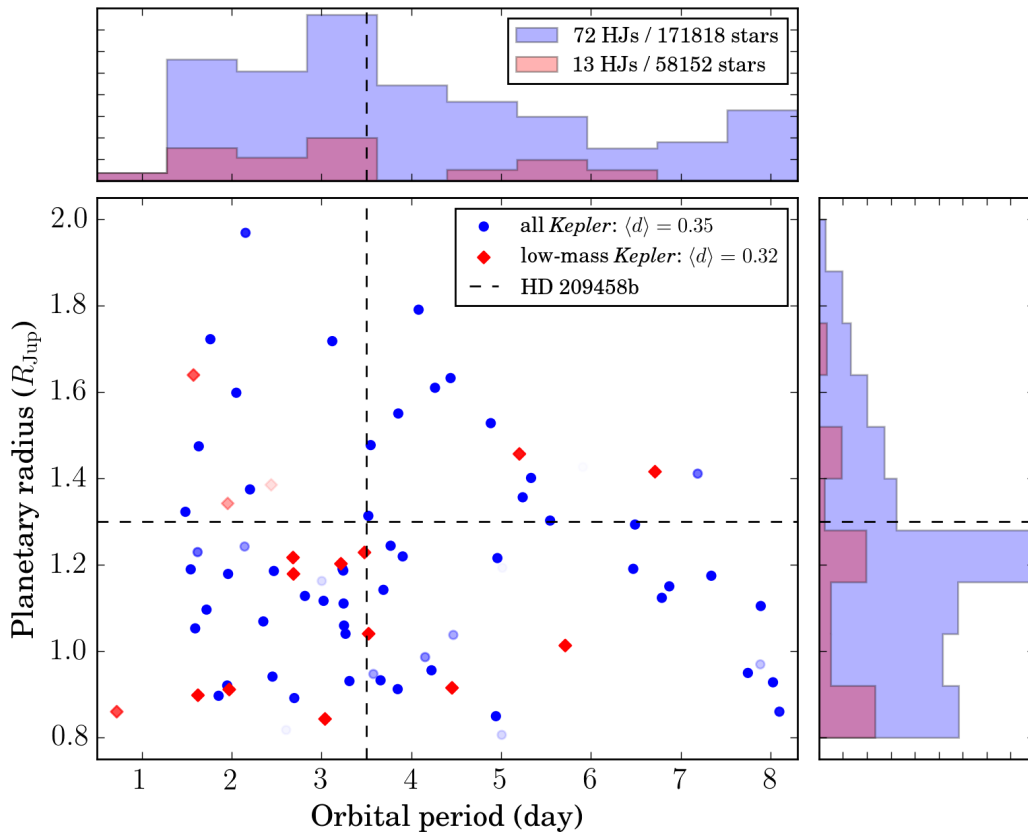 72 HJs / 171818 stars
13 HJs / 58152 stars
all Kepler: ⟨d⟩ = 0.35
low-mass Kepler: ⟨d⟩ = 0.32
HD 209458b
2.0
1.8
1.6
1.4
1.2
1.0
0.8
Planetary radius (R_Jup)
1 2 3 4 5 6 7 8
Orbital period (day)